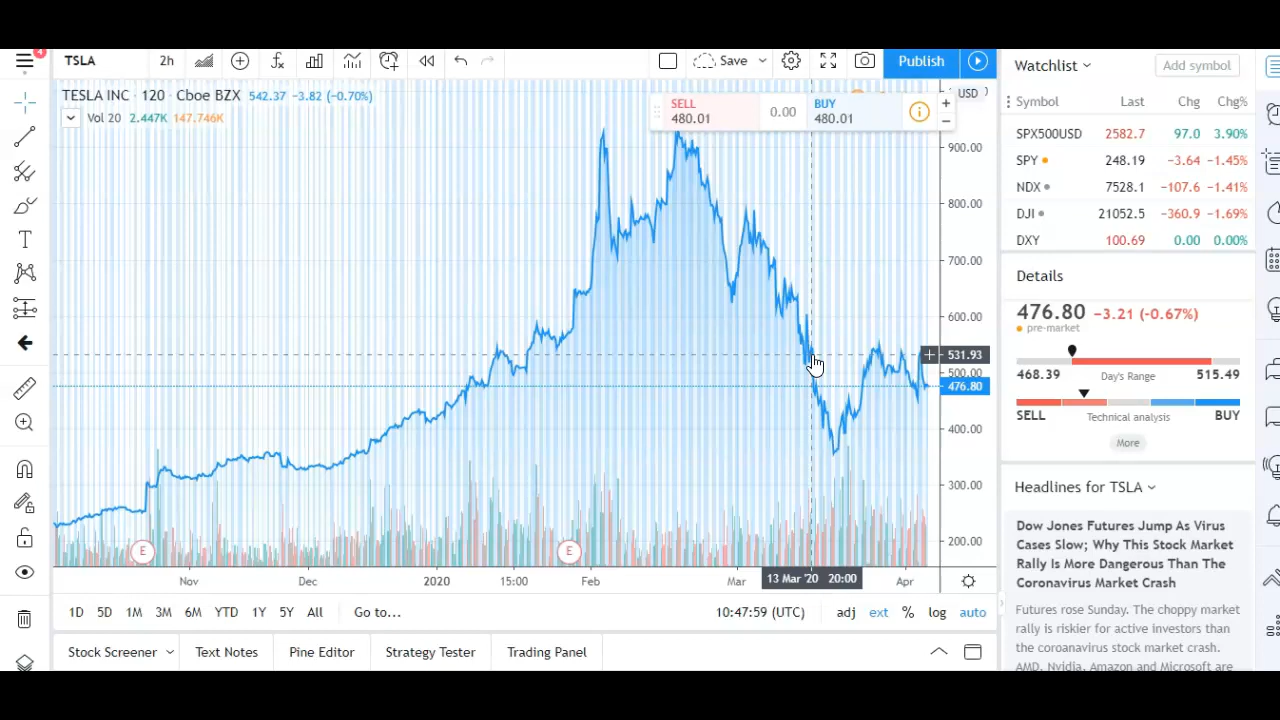 4
TSLA
2h
Save
Publish
TESLA INC · 120 · Cboe BZX 542.37 −3.82 (−0.70%)
Vol 20 2.447K 147.746K
SELL
480.01
0.00
BUY
480.01
USD
900.00
800.00
700.00
600.00
531.93
500.00
476.80
400.00
300.00
200.00
E
E
Nov
Dec
2020
15:00
Feb
Mar
13 Mar '20 20:00
Apr
1D 5D 1M 3M 6M YTD 1Y 5Y All Go to...
10:47:59 (UTC) adj ext % log auto
Stock Screener
Text Notes
Pine Editor
Strategy Tester
Trading Panel
Watchlist
Add symbol
Symbol Last Chg Chg%
SPX500USD 2582.7 97.0 3.90%
SPY 248.19 −3.64 −1.45%
NDX 7528.1 −107.6 −1.41%
DJI 21052.5 −360.9 −1.69%
DXY 100.69 0.00 0.00%
Details
476.80 −3.21 (−0.67%)
pre-market
468.39 Day's Range 515.49
SELL Technical analysis BUY
More
Headlines for TSLA
Dow Jones Futures Jump As Virus
Cases Slow; Why This Stock Market
Rally Is More Dangerous Than The
Coronavirus Market Crash
Futures rose Sunday. The choppy market
rally is riskier for active investors than
the coroanavirus stock market crash.
AMD, Nvidia, Amazon and Microsoft are